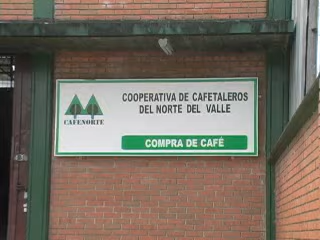 COOPERATIVA DE CAFETALEROS
DEL NORTE DEL VALLE
CAFENORTE
COMPRA DE CAFÉ